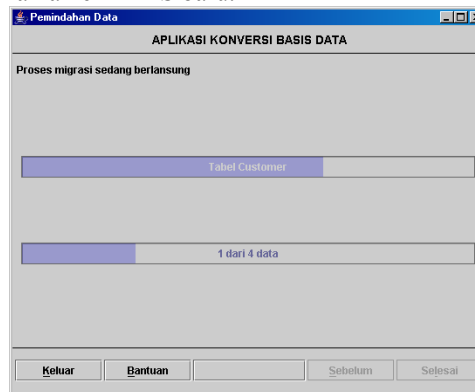 Pemindahan Data
APLIKASI KONVERSI BASIS DATA
Proses migrasi sedang berlansung
Tabel Customer
1 dari 4 data
Keluar Bantuan Sebelum Selesai